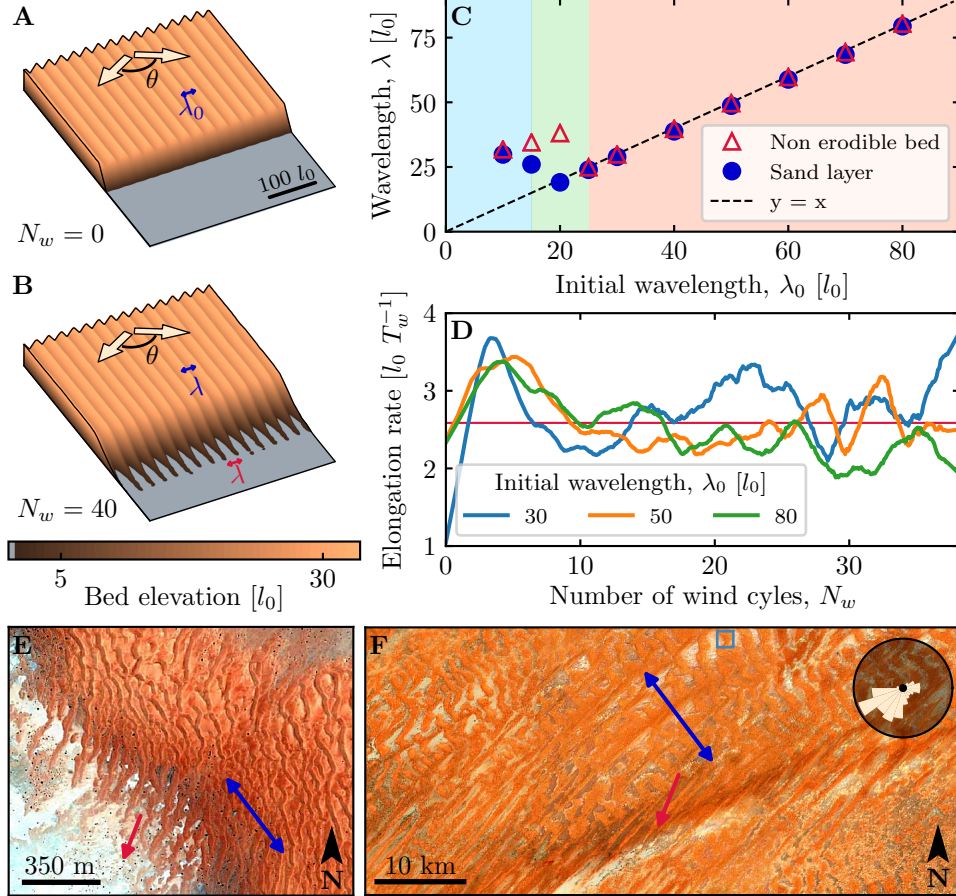 A
θ
λ0
100 l0
Nw = 0
B
θ
λ
λ
Nw = 40
5
30
Bed elevation [l0]
C
Wavelength, λ [l0]
75
50
25
0
Non erodible bed
Sand layer
y = x
0
20
40
60
80
Initial wavelength, λ0 [l0]
D
Elongation rate [l0 Tw−1]
4
3
2
1
Initial wavelength, λ0 [l0]
30
50
80
0
10
20
30
Number of wind cyles, Nw
E
350 m
N
F
10 km
N